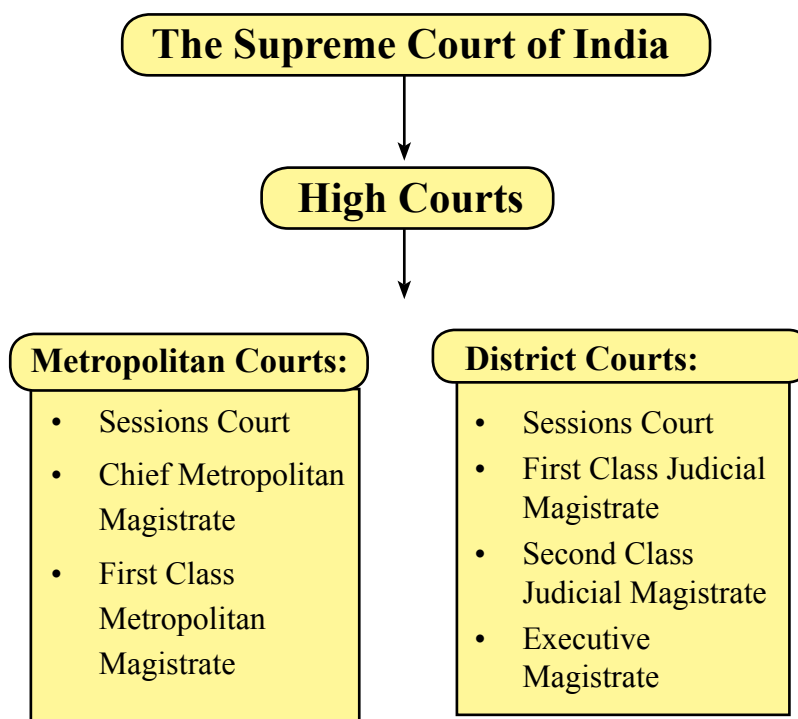 The Supreme Court of India
High Courts
Metropolitan Courts:
• Sessions Court
• Chief Metropolitan
Magistrate
• First Class
Metropolitan
Magistrate
District Courts:
• Sessions Court
• First Class Judicial
Magistrate
• Second Class
Judicial Magistrate
• Executive
Magistrate